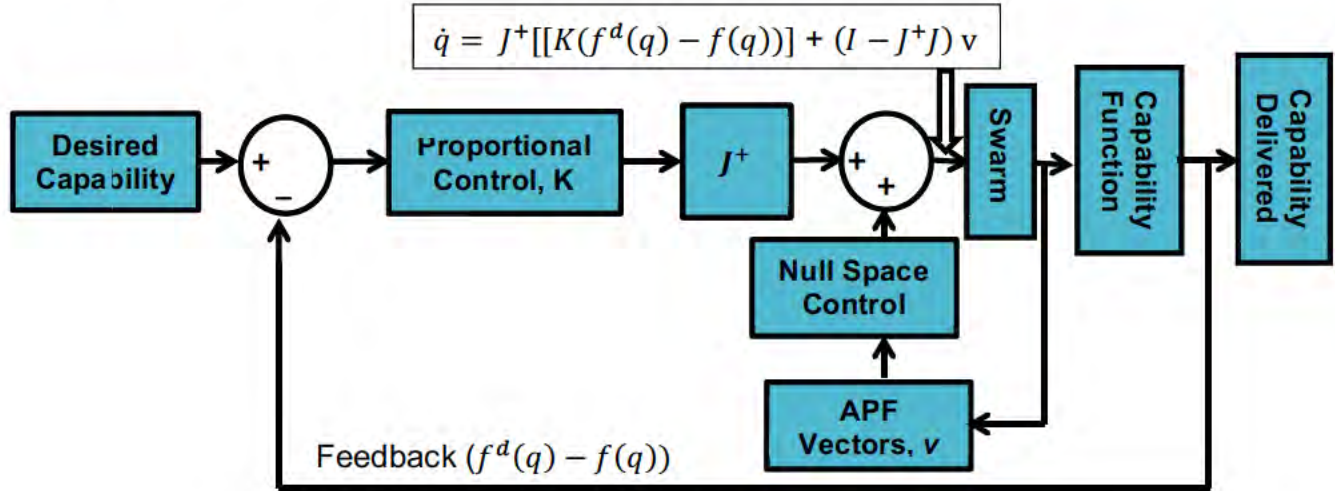 q̇ = J⁺[[K(fᵈ(q) − f(q))] + (I − J⁺J) v
Desired
Capability
+
−
Proportional
Control, K
J⁺
+
+
Swarm
Capability
Function
Capability
Delivered
Null Space
Control
APF
Vectors, v
Feedback (fᵈ(q) − f(q))